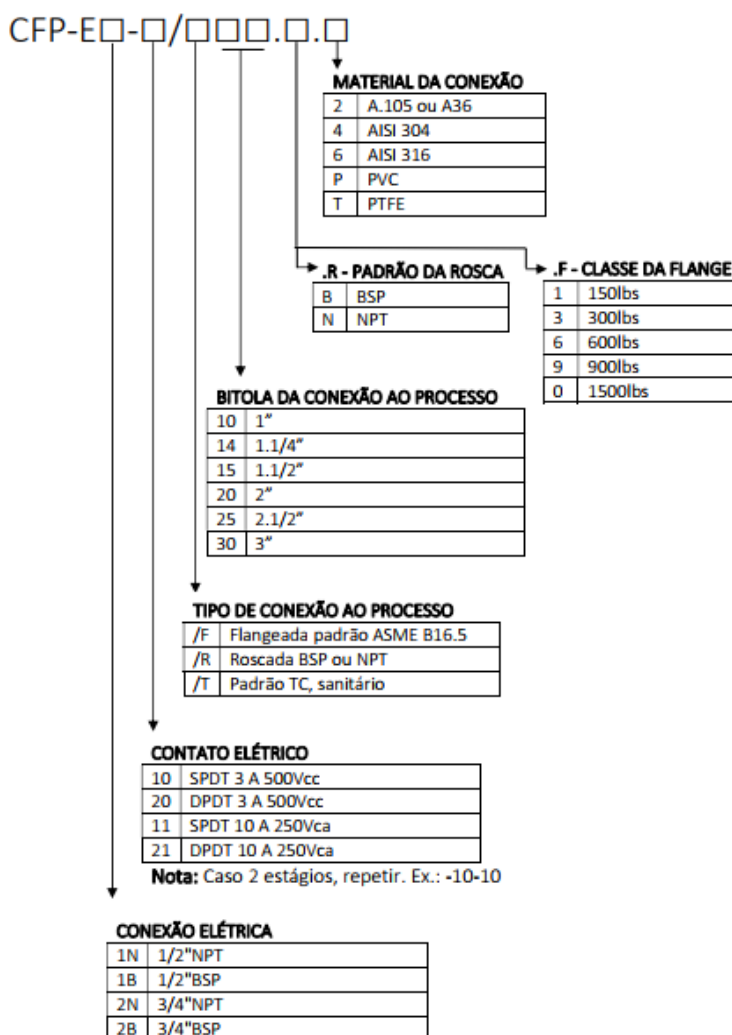 CFP-E□-□/□□□.□.□
MATERIAL DA CONEXÃO
2 A.105 ou A36
4 AISI 304
6 AISI 316
P PVC
T PTFE
.R - PADRÃO DA ROSCA
B BSP
N NPT
.F - CLASSE DA FLANGE
1 150lbs
3 300lbs
6 600lbs
9 900lbs
0 1500lbs
BITOLA DA CONEXÃO AO PROCESSO
10 1”
14 1.1/4”
15 1.1/2”
20 2”
25 2.1/2”
30 3”
TIPO DE CONEXÃO AO PROCESSO
/F Flangeada padrão ASME B16.5
/R Roscada BSP ou NPT
/T Padrão TC, sanitário
CONTATO ELÉTRICO
10 SPDT 3 A 500Vcc
20 DPDT 3 A 500Vcc
11 SPDT 10 A 250Vca
21 DPDT 10 A 250Vca
Nota: Caso 2 estágios, repetir. Ex.: -10-10
CONEXÃO ELÉTRICA
1N 1/2"NPT
1B 1/2"BSP
2N 3/4"NPT
2B 3/4"BSP